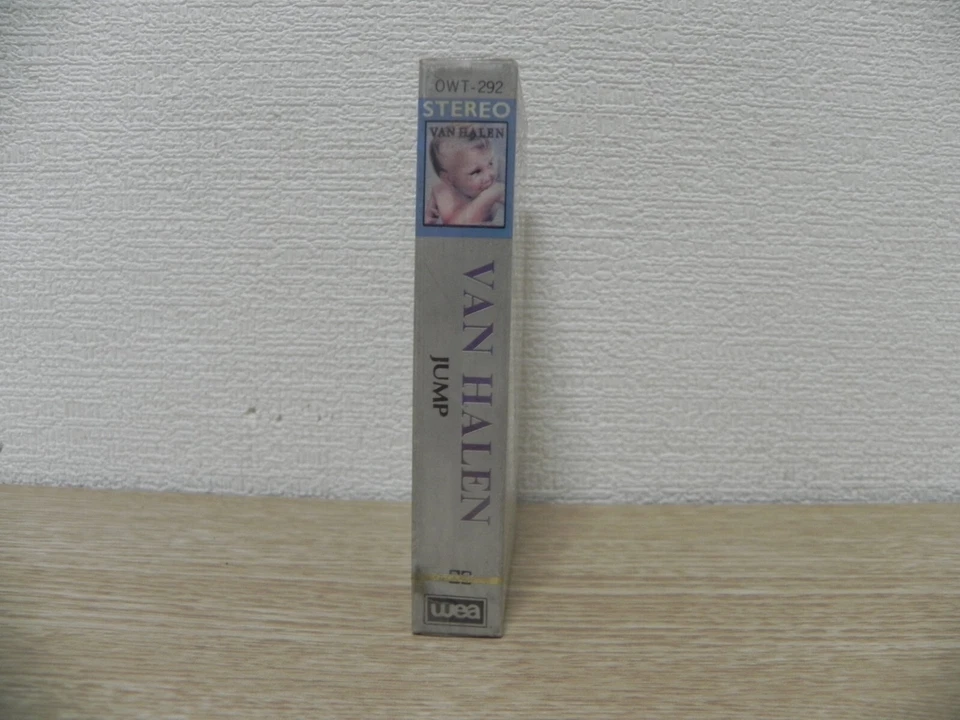 OWT-292
STEREO
VAN HALEN
VAN HALEN
JUMP
wea